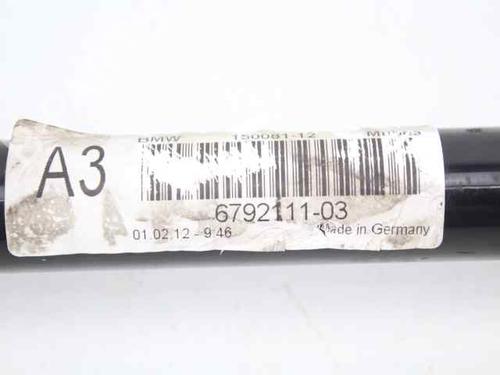 BMW 150081-12
A3
6792111-03
01.02.12 - 9:46 Made in Germany